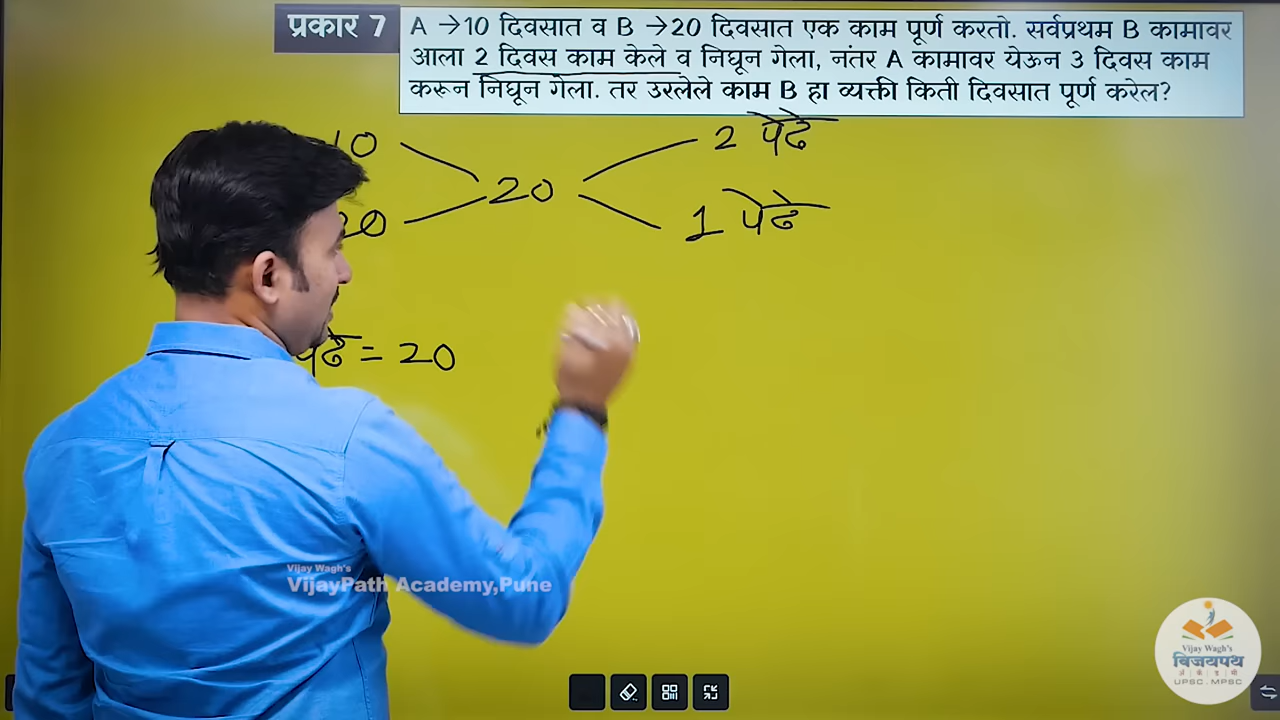 प्रकार 7
A →10 दिवसात व B →20 दिवसात एक काम पूर्ण करतो. सर्वप्रथम B कामावर
आला 2 दिवस काम केले व निघून गेला, नंतर A कामावर येऊन 3 दिवस काम
करून निघून गेला. तर उरलेले काम B हा व्यक्ती किती दिवसात पूर्ण करेल?
10
20
2 पेढे
20
1 पेढे
पेढे = 20
Vijay Wagh's
VijayPath Academy,Pune
Vijay Wagh's
विजयपथ
UPSC.MPSC